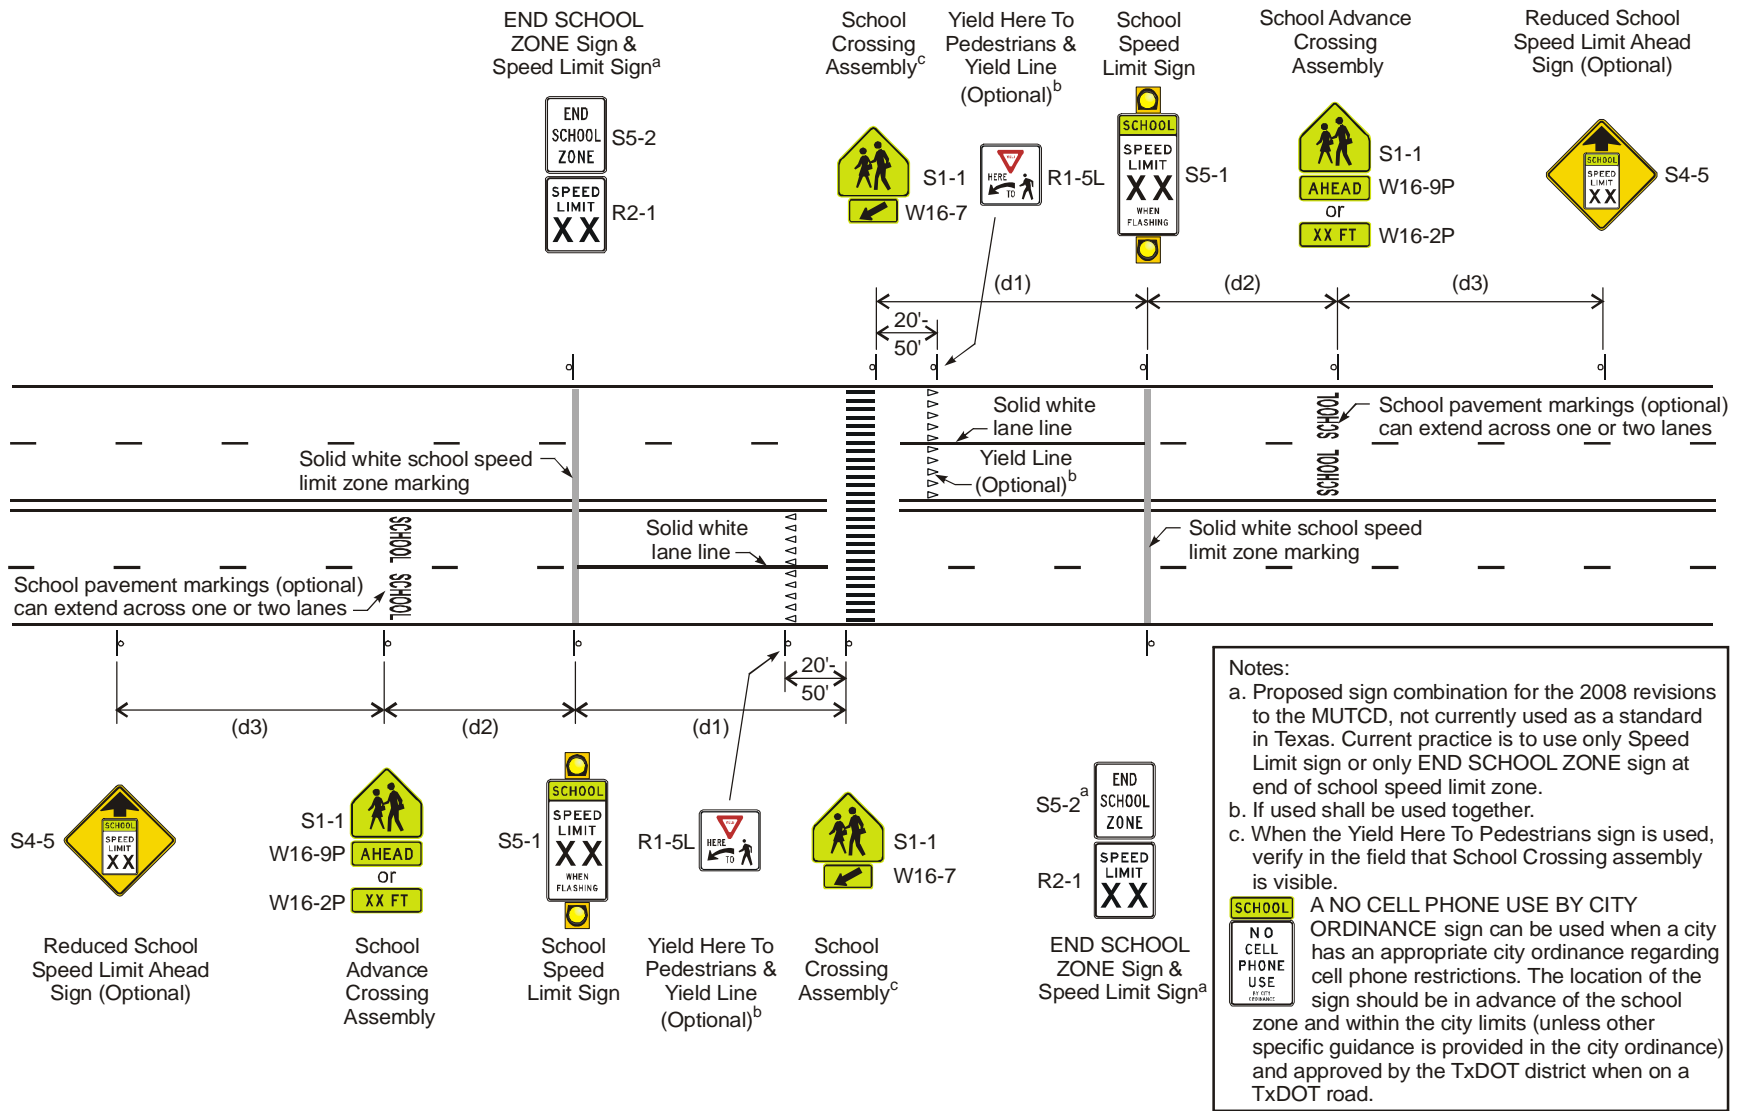 END SCHOOL
ZONE Sign &
Speed Limit Signᵃ
School
Crossing
Assemblyᶜ
Yield Here To
Pedestrians &
Yield Line
(Optional)ᵇ
School
Speed
Limit Sign
School Advance
Crossing
Assembly
Reduced School
Speed Limit Ahead
Sign (Optional)
END
SCHOOL
ZONE
S5-2
SPEED
LIMIT
XX
R2-1
S1-1
W16-7
HERE
TO
R1-5L
SCHOOL
SPEED
LIMIT
XX
WHEN
FLASHING
S5-1
S1-1
AHEAD
W16-9P
or
XX FT
W16-2P
SCHOOL
SPEED
LIMIT
XX
S4-5
(d1)
(d2)
(d3)
20'-
50'
Solid white
lane line
School pavement markings (optional)
can extend across one or two lanes
SCHOOL SCHOOL
Solid white school speed
limit zone marking
Yield Line
(Optional)ᵇ
SCHOOL SCHOOL
Solid white
lane line
Solid white school speed
limit zone marking
School pavement markings (optional)
can extend across one or two lanes
20'-
50'
(d3)
(d2)
(d1)
S4-5
SCHOOL
SPEED
LIMIT
XX
S1-1
W16-9P
AHEAD
or
W16-2P
XX FT
S5-1
SCHOOL
SPEED
LIMIT
XX
WHEN
FLASHING
R1-5L
HERE
TO
S1-1
W16-7
S5-2ᵃ
END
SCHOOL
ZONE
R2-1
SPEED
LIMIT
XX
Reduced School
Speed Limit Ahead
Sign (Optional)
School
Advance
Crossing
Assembly
School
Speed
Limit Sign
Yield Here To
Pedestrians &
Yield Line
(Optional)ᵇ
School
Crossing
Assemblyᶜ
END SCHOOL
ZONE Sign &
Speed Limit Signᵃ
Notes:
a. Proposed sign combination for the 2008 revisions
to the MUTCD, not currently used as a standard
in Texas. Current practice is to use only Speed
Limit sign or only END SCHOOL ZONE sign at
end of school speed limit zone.
b. If used shall be used together.
c. When the Yield Here To Pedestrians sign is used,
verify in the field that School Crossing assembly
is visible.
SCHOOL
NO
CELL
PHONE
USE
BY CITY
ORDINANCE
A NO CELL PHONE USE BY CITY
ORDINANCE sign can be used when a city
has an appropriate city ordinance regarding
cell phone restrictions. The location of the
sign should be in advance of the school
zone and within the city limits (unless other
specific guidance is provided in the city ordinance)
and approved by the TxDOT district when on a
TxDOT road.